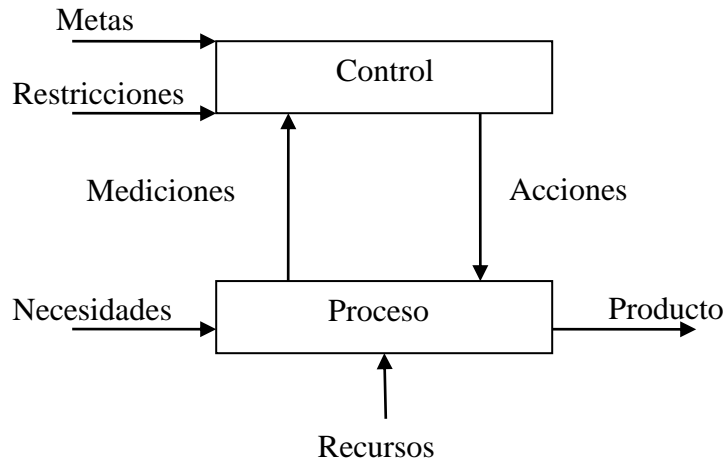 Metas
Control
Restricciones
Mediciones
Acciones
Necesidades
Proceso
Producto
Recursos